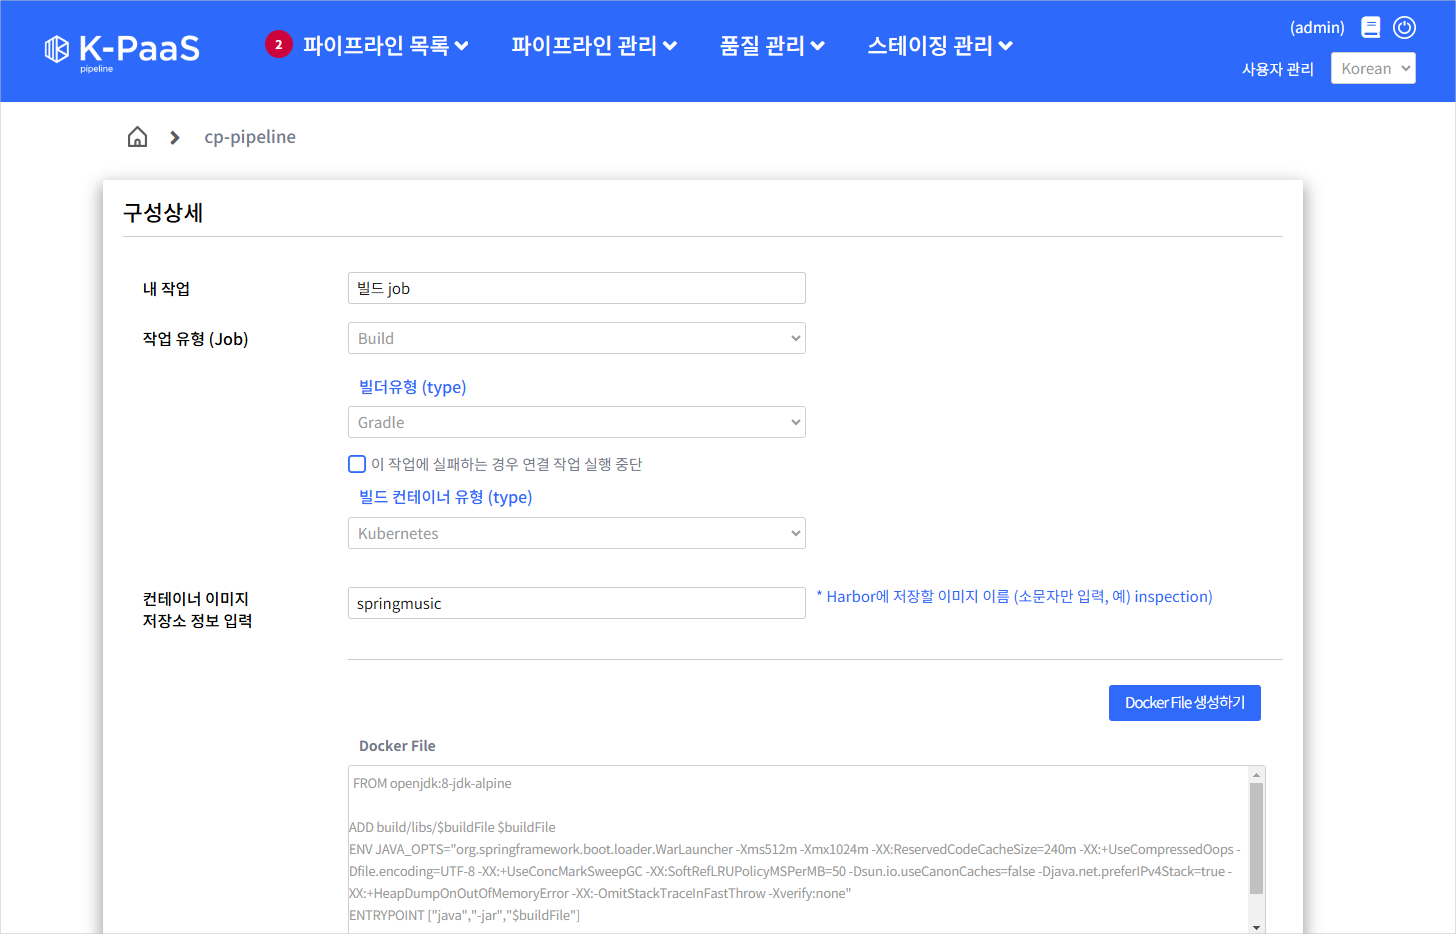 K-PaaS
pipeline
2 파이프라인 목록 파이프라인 관리 품질 관리 스테이징 관리
(admin)
사용자 관리 Korean
cp-pipeline
구성상세
내 작업
빌드 job
작업 유형 (Job)
Build
빌더유형 (type)
Gradle
이 작업에 실패하는 경우 연결 작업 실행 중단
빌드 컨테이너 유형 (type)
Kubernetes
컨테이너 이미지
저장소 정보 입력
springmusic
* Harbor에 저장할 이미지 이름 (소문자만 입력, 예) inspection)
Docker File 생성하기
Docker File
FROM openjdk:8-jdk-alpine
ADD build/libs/$buildFile $buildFile
ENV JAVA_OPTS="org.springframework.boot.loader.WarLauncher -Xms512m -Xmx1024m -XX:ReservedCodeCacheSize=240m -XX:+UseCompressedOops -
Dfile.encoding=UTF-8 -XX:+UseConcMarkSweepGC -XX:SoftRefLRUPolicyMSPerMB=50 -Dsun.io.useCanonCaches=false -Djava.net.preferIPv4Stack=true -
XX:+HeapDumpOnOutOfMemoryError -XX:-OmitStackTraceInFastThrow -Xverify:none"
ENTRYPOINT ["java","-jar","$buildFile"]